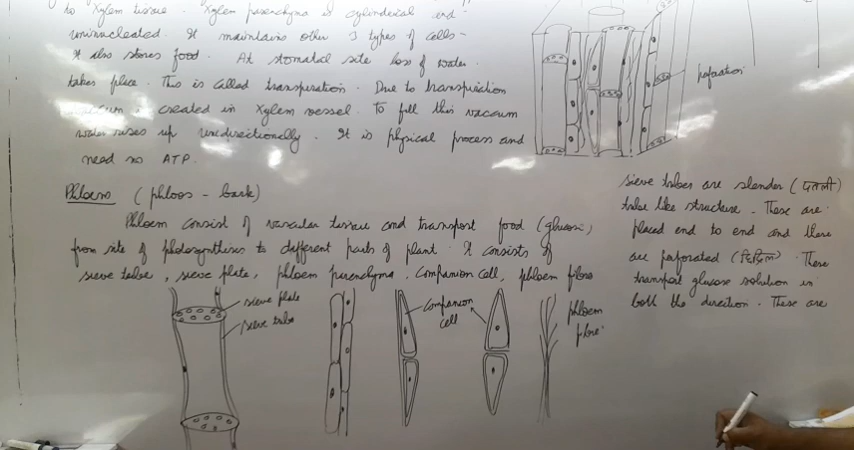 to Xylem tissue. Xylem parenchyma is cylinderical and
uninucleated. It maintains other 3 types of cells-
It also stores food. At stomatal site loss of water
takes place. This is called transpiration. Due to transpiration
is created in Xylem vessel. To fill this vacuum
water rises up unidirectionally. It is physical process and
need no ATP.
perforation
Phloem (phloos - bark)
Phloem consist of vascular tissue and transport food (glucose)
from site of photosynthesis to different parts of plant. It consists of
sieve tube, sieve plate, phloem parenchyma, Companion cell, phloem fibre
sieve plate
sieve tube
Companion
cell
phloem
fibre
sieve tubes are slender (पतली)
tube like structure. These are
placed end to end and these
are perforated (छिद्रित). These
transport glucose solution in
both the direction. These are